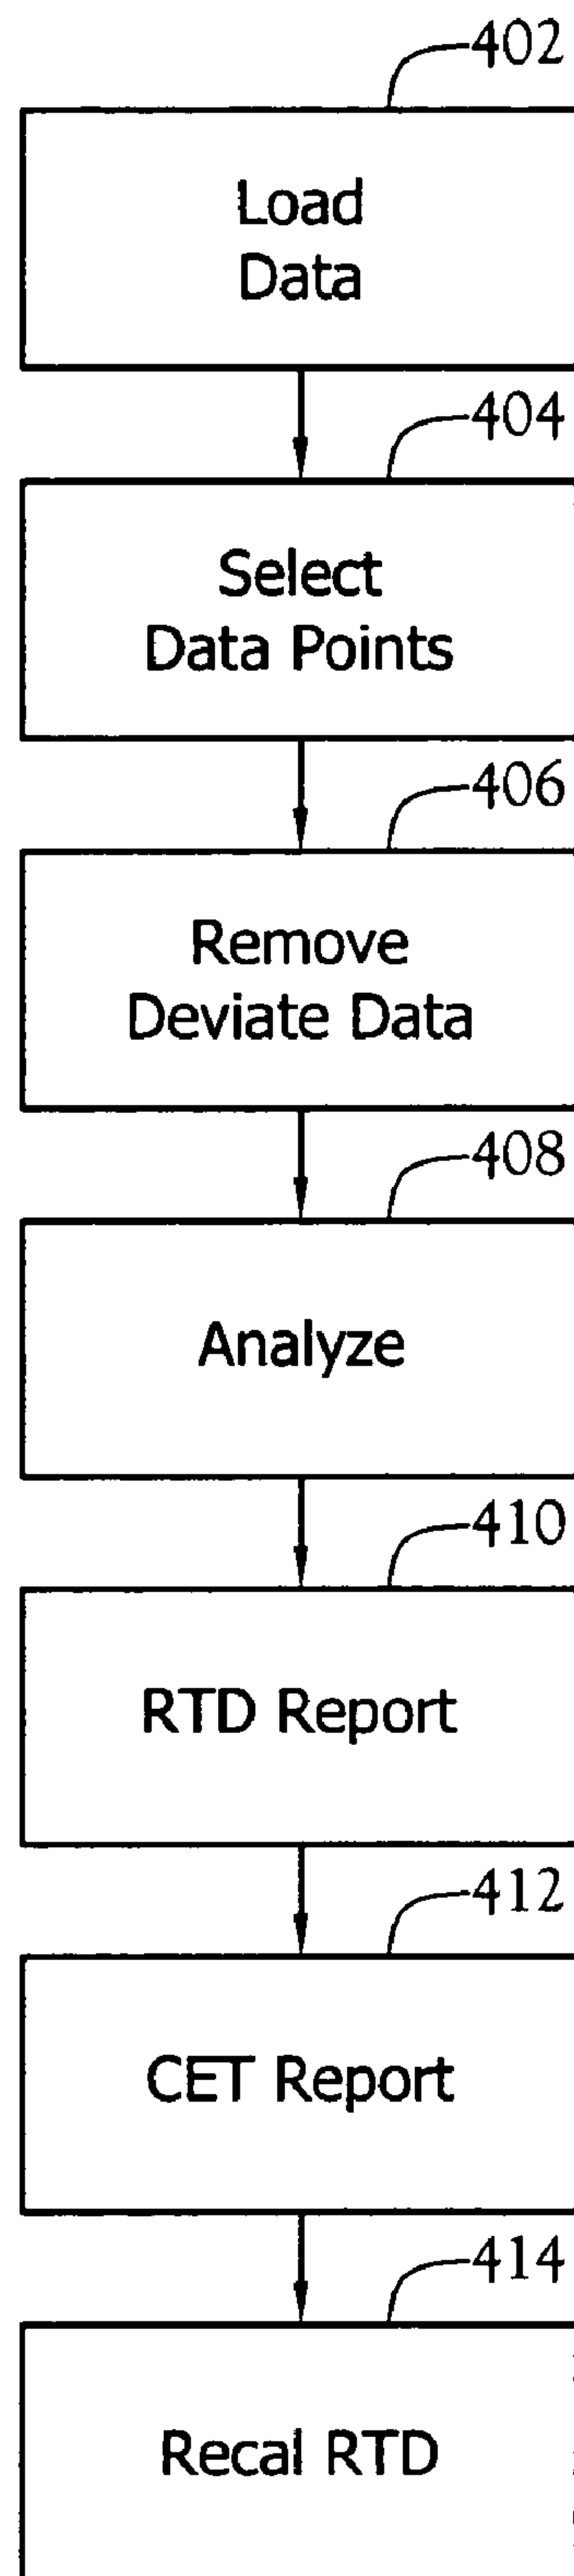 402
Load
Data
404
Select
Data Points
406
Remove
Deviate Data
408
Analyze
410
RTD Report
412
CET Report
414
Recal RTD